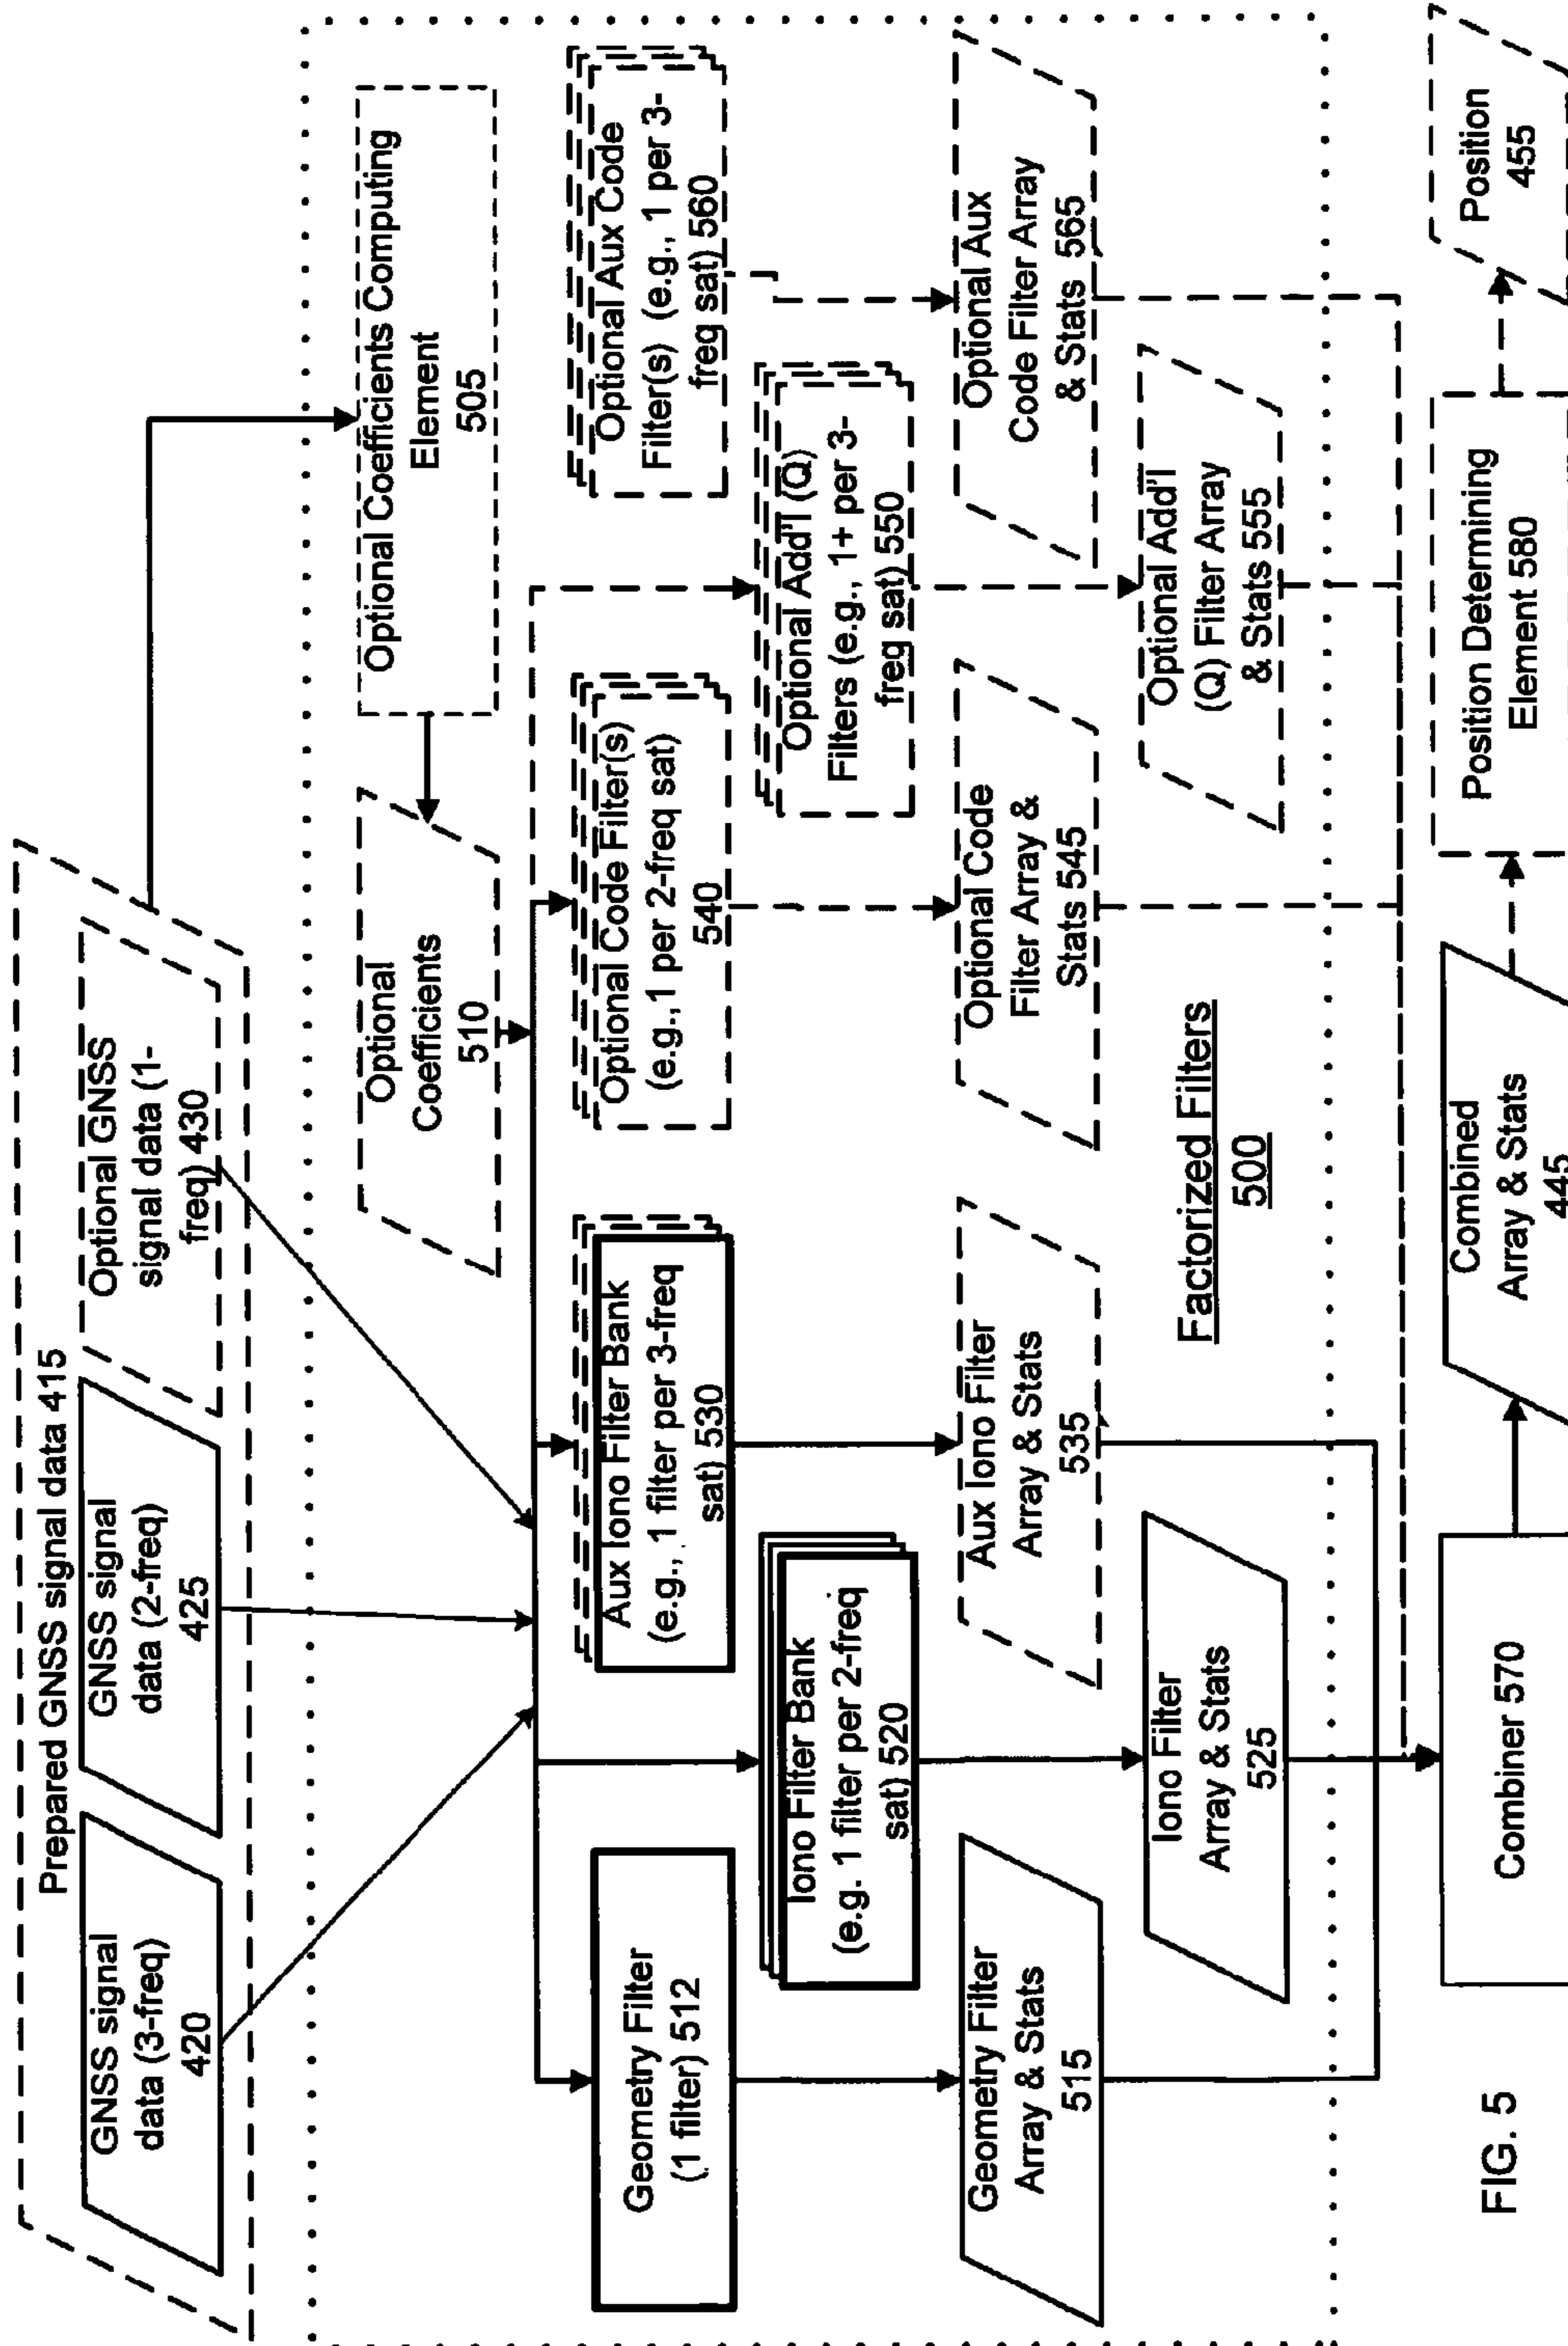 Prepared GNSS signal data 415
GNSS signal
data (3-freq)
420
GNSS signal
data (2-freq)
425
Optional GNSS
signal data (1-
freq) 430
Optional
Coefficients
510
Optional Coefficients Computing
Element
505
Geometry Filter
(1 filter) 512
Iono Filter Bank
(e.g. 1 filter per 2-freq
sat) 520
Aux Iono Filter Bank
(e.g., 1 filter per 3-freq
sat) 530
Optional Code Filter(s)
(e.g.,1 per 2-freq sat)
540
Optional Add'l (Q)
Filters (e.g., 1+ per 3-
freq sat) 550
Optional Aux Code
Filter(s) (e.g., 1 per 3-
freq sat) 560
Geometry Filter
Array & Stats
515
Iono Filter
Array & Stats
525
Aux Iono Filter
Array & Stats
535
Optional Code
Filter Array &
Stats 545
Optional Add'l
(Q) Filter Array
& Stats 555
Optional Aux
Code Filter Array
& Stats 565
Factorized Filters
500
Combiner 570
Combined
Array & Stats
445
Position Determining
Element 580
Position
455
FIG. 5